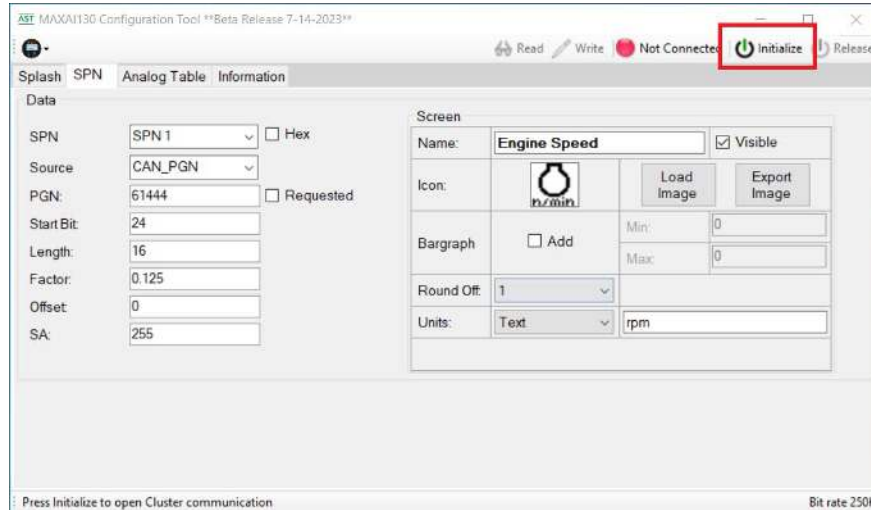 AST MAXAI130 Configuration Tool **Beta Release 7-14-2023**
Read Write Not Connected Initialize Release
Splash SPN Analog Table Information
Data
SPN SPN 1 Hex
Source CAN_PGN
PGN: 61444 Requested
Start Bit: 24
Length: 16
Factor: 0.125
Offset: 0
SA: 255
Screen
Name: Engine Speed Visible
Icon: n/min Load Image Export Image
Bargraph Add Min: 0
Max: 0
Round Off: 1
Units: Text rpm
Press Initialize to open Cluster communication Bit rate 250